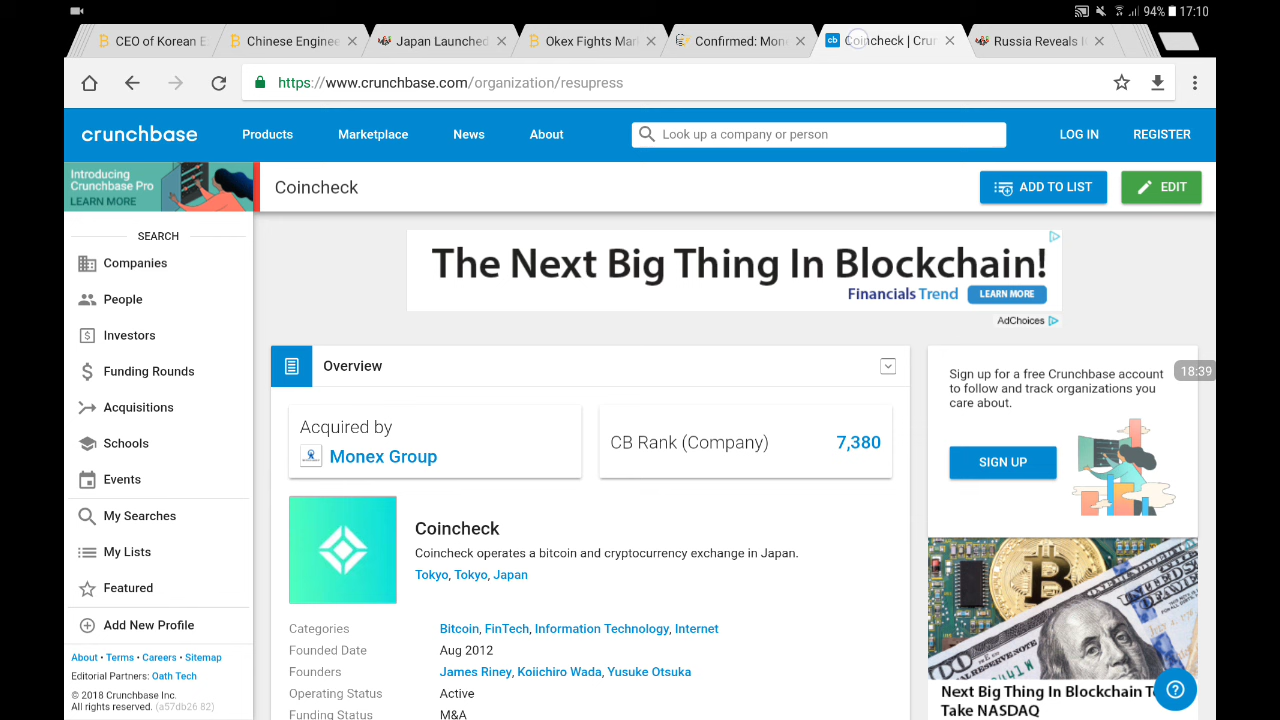 94% 17:10
CEO of Korean E
Chinese Enginee
Japan Launched
Okex Fights Mar
Confirmed: Mon
Coincheck | Crun
Russia Reveals I
https://www.crunchbase.com/organization/resupress
crunchbase
Products
Marketplace
News
About
Look up a company or person
LOG IN
REGISTER
Introducing
Crunchbase Pro
LEARN MORE
Coincheck
ADD TO LIST
EDIT
SEARCH
Companies
People
Investors
Funding Rounds
Acquisitions
Schools
Events
My Searches
My Lists
Featured
Add New Profile
About • Terms • Careers • Sitemap
Editorial Partners: Oath Tech
© 2018 Crunchbase Inc.
All rights reserved. (a57db26 82)
The Next Big Thing In Blockchain!
Financials Trend LEARN MORE
AdChoices
Overview
Acquired by
Monex Group
CB Rank (Company) 7,380
Coincheck
Coincheck operates a bitcoin and cryptocurrency exchange in Japan.
Tokyo, Tokyo, Japan
Categories Bitcoin, FinTech, Information Technology, Internet
Founded Date Aug 2012
Founders James Riney, Koiichiro Wada, Yusuke Otsuka
Operating Status Active
Funding Status M&A
Sign up for a free Crunchbase account
to follow and track organizations you
care about.
18:39
SIGN UP
Next Big Thing In Blockchain T
Take NASDAQ